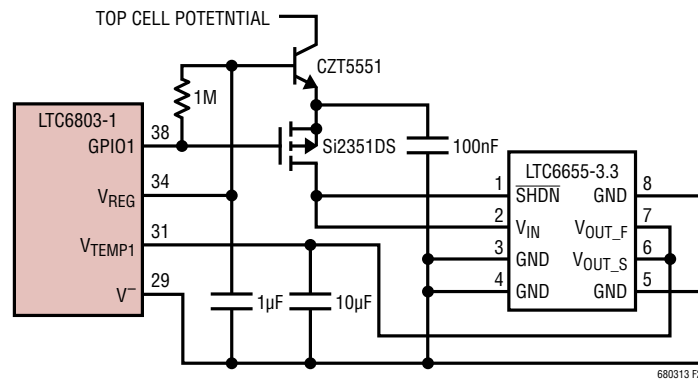 TOP CELL POTETNTIAL
CZT5551
1M
LTC6803-1
38
GPIO1
Si2351DS
100nF
LTC6655-3.3
34
VREG
1
SHDN
GND
8
2
VIN
VOUT_F
7
31
VTEMP1
3
GND
VOUT_S
6
29
V–
4
GND
GND
5
1µF
10µF